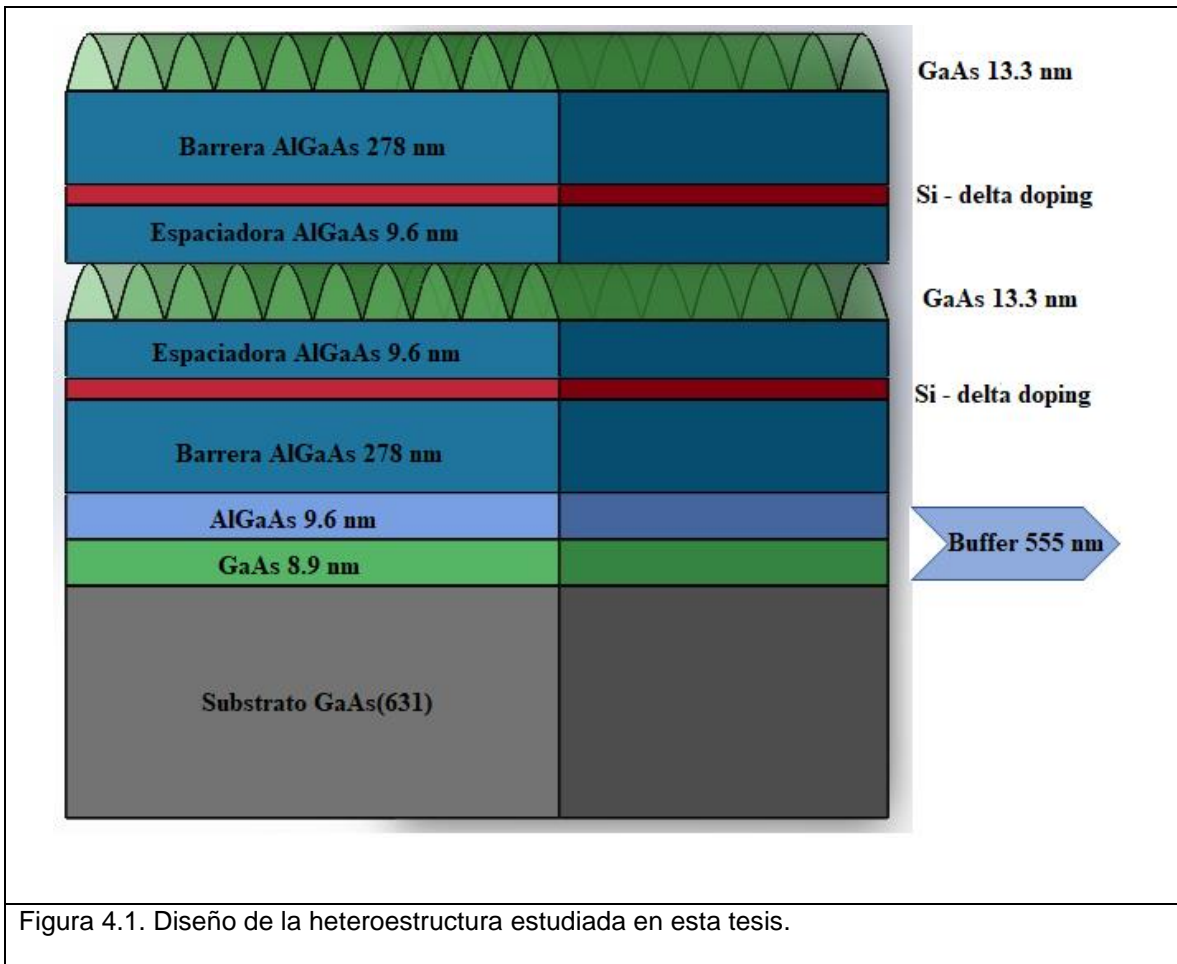 GaAs 13.3 nm
Barrera AlGaAs 278 nm
Si - delta doping
Espaciadora AlGaAs 9.6 nm
GaAs 13.3 nm
Espaciadora AlGaAs 9.6 nm
Si - delta doping
Barrera AlGaAs 278 nm
AlGaAs 9.6 nm
Buffer 555 nm
GaAs 8.9 nm
Substrato GaAs(631)
Figura 4.1. Diseño de la heteroestructura estudiada en esta tesis.